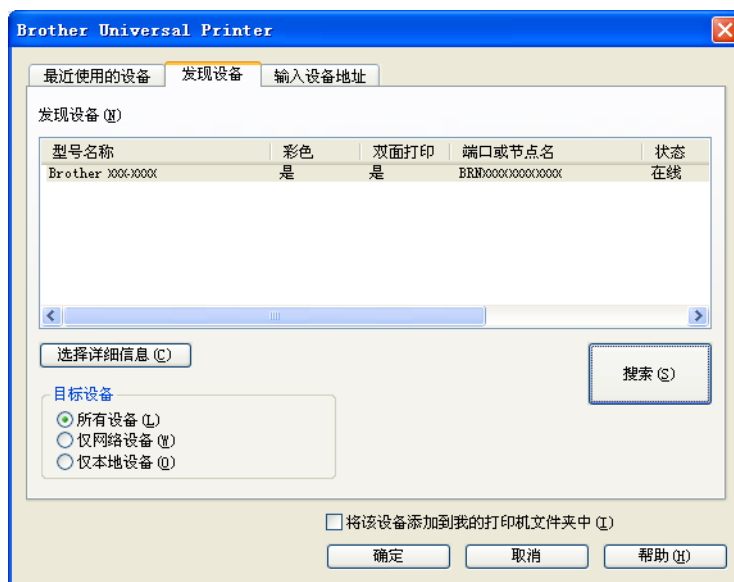 Brother Universal Printer
最近使用的设备 发现设备 输入设备地址
发现设备(N)
型号名称 彩色 双面打印 端口或节点名 状态
Brother XXX-XXXX 是 是 BRNXXXXXXXXXXXX 在线
选择详细信息(C)
搜索(S)
目标设备
所有设备(L)
仅网络设备(W)
仅本地设备(O)
将该设备添加到我的打印机文件夹中(I)
确定 取消 帮助(H)